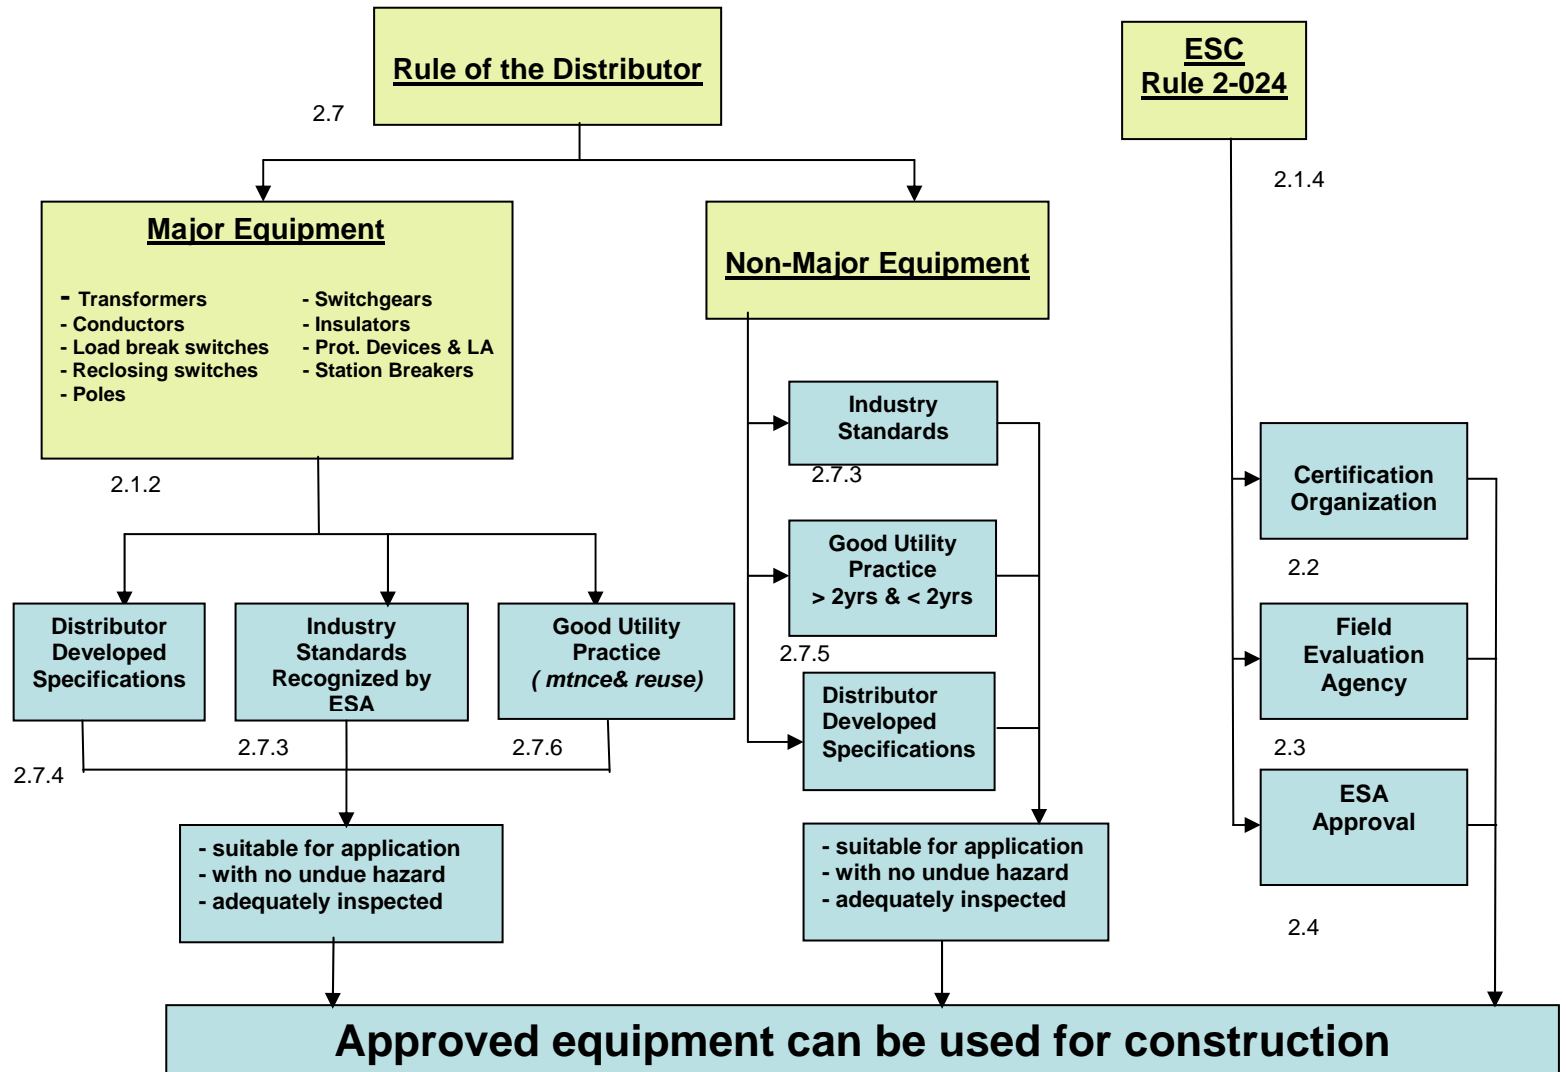 Rule of the Distributor
2.7
ESC
Rule 2-024
2.1.4
Major Equipment
- Transformers
- Conductors
- Load break switches
- Reclosing switches
- Poles
- Switchgears
- Insulators
- Prot. Devices & LA
- Station Breakers
2.1.2
Non-Major Equipment
Distributor
Developed
Specifications
2.7.4
Industry
Standards
Recognized by
ESA
2.7.3
Good Utility
Practice
( mtnce& reuse)
2.7.6
- suitable for application
- with no undue hazard
- adequately inspected
Industry
Standards
2.7.3
Good Utility
Practice
> 2yrs & < 2yrs
2.7.5
Distributor
Developed
Specifications
- suitable for application
- with no undue hazard
- adequately inspected
Certification
Organization
2.2
Field
Evaluation
Agency
2.3
ESA
Approval
2.4
Approved equipment can be used for construction